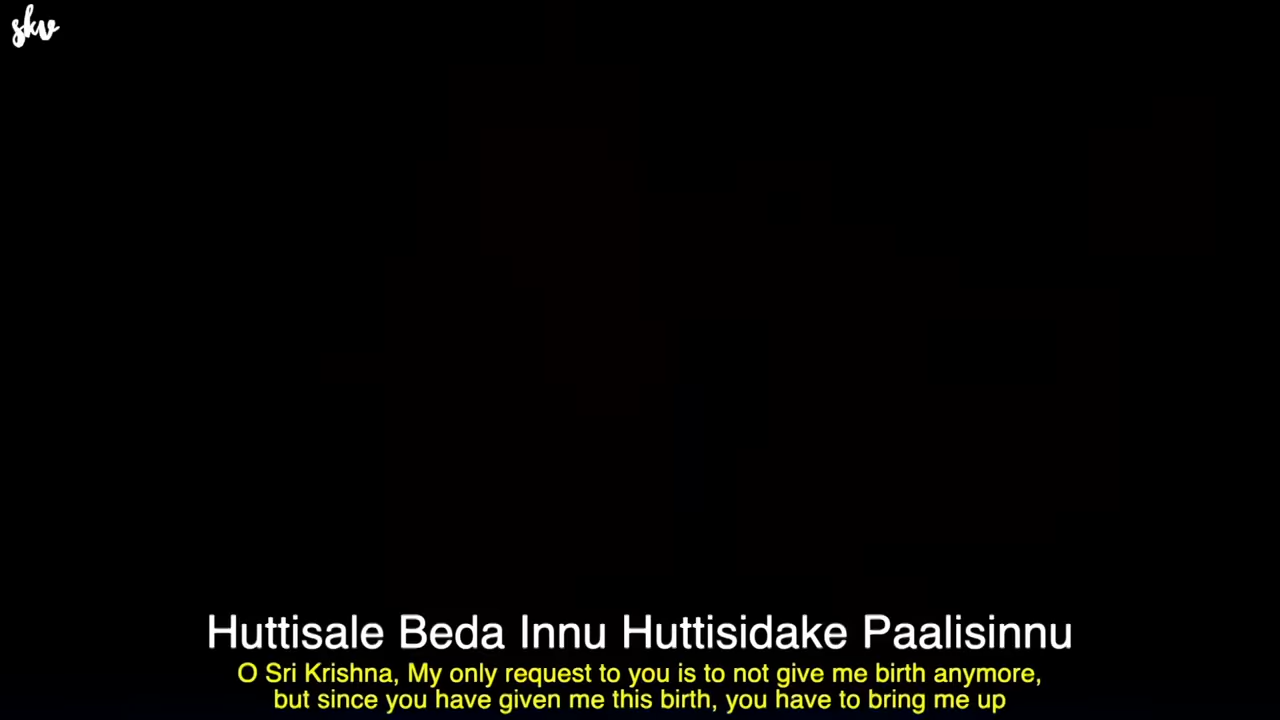 skv
Huttisale Beda Innu Huttisidake Paalisinnu
O Sri Krishna, My only request to you is to not give me birth anymore,
but since you have given me this birth, you have to bring me up